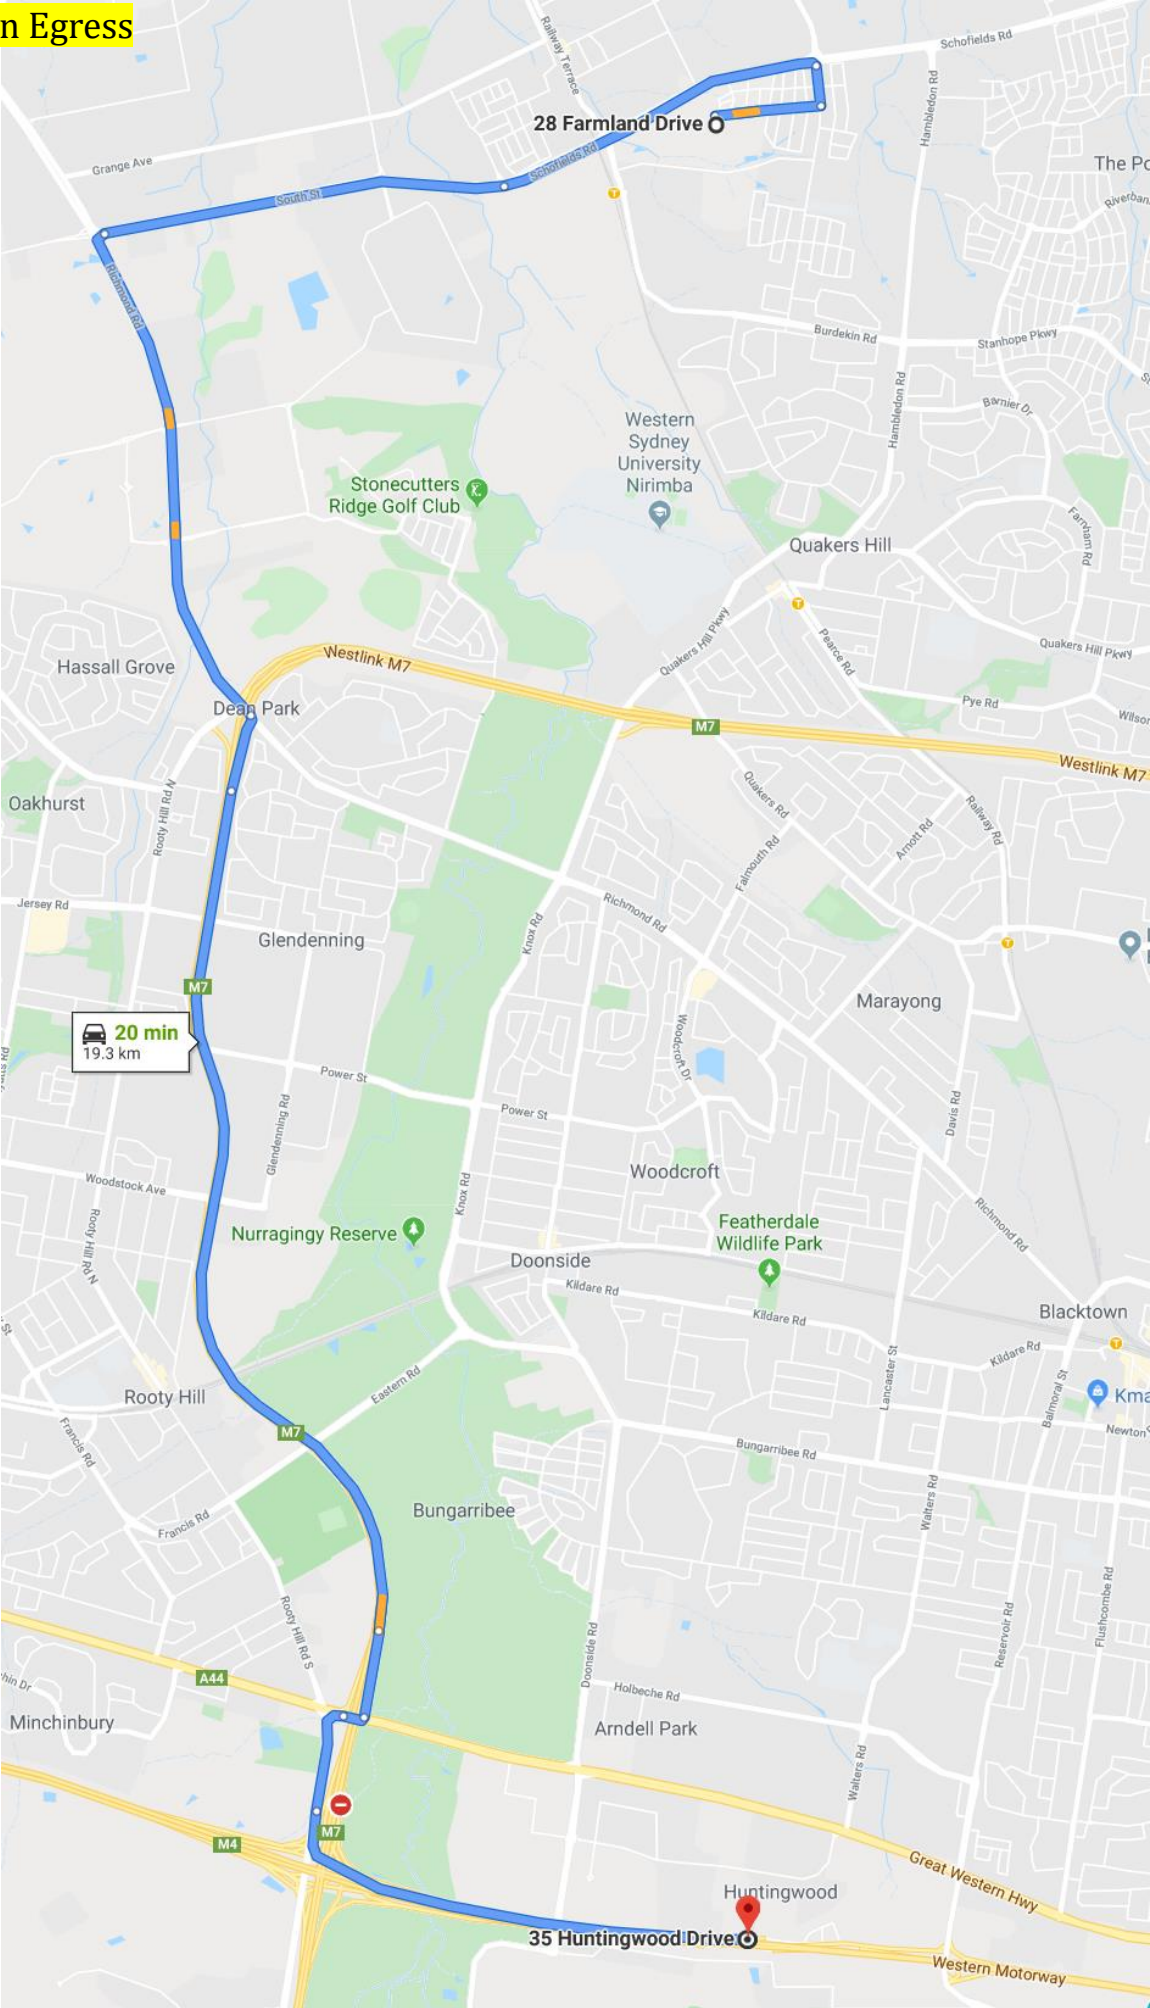 n Egress
Schofields Rd
Railway Terrace
Hambledon Rd
28 Farmland Drive
Schofields Rd
Grange Ave
The Po
South St
Riverban
Richmond Rd
Burdekin Rd
Stanhope Pkwy
Hambledon Rd
Barnier Dr
Western
Sydney
University
Nirimba
Stonecutters
Ridge Golf Club
Quakers Hill
Farnham Rd
Quakers Hill Pkwy
Pearce Rd
Quakers Hill Pkwy
Hassall Grove
Westlink M7
Pye Rd
Dean Park
Wilson
M7
Westlink M7
Quakers Rd
Oakhurst
Rooty Hill Rd N
Railway Rd
Arnott Rd
Falmouth Rd
Jersey Rd
Richmond Rd
Knox Rd
Glendenning
M7
Marayong
20 min
19.3 km
Woodcroft Dr
Power St
Power St
Davis Rd
Glendenning Rd
Woodcroft
Woodstock Ave
Knox Rd
Rooty Hill Rd N
Richmond Rd
Nurragingy Reserve
Featherdale
Wildlife Park
Doonside
Kildare Rd
Kildare Rd
Blacktown
Kildare Rd
Lancaster St
Balmoral St
Rooty Hill
Eastern Rd
Kma
M7
Newton
Francis Rd
Bungarribee Rd
Walters Rd
Bungarribee
Francis Rd
Flushcombe Rd
Rooty Hill Rd S
Reservoir Rd
Doonside Rd
A44
hin Dr
Holbeche Rd
Minchinbury
Arndell Park
Walters Rd
M7
M4
Great Western Hwy
Huntingwood
35 Huntingwood Drive
Western Motorway